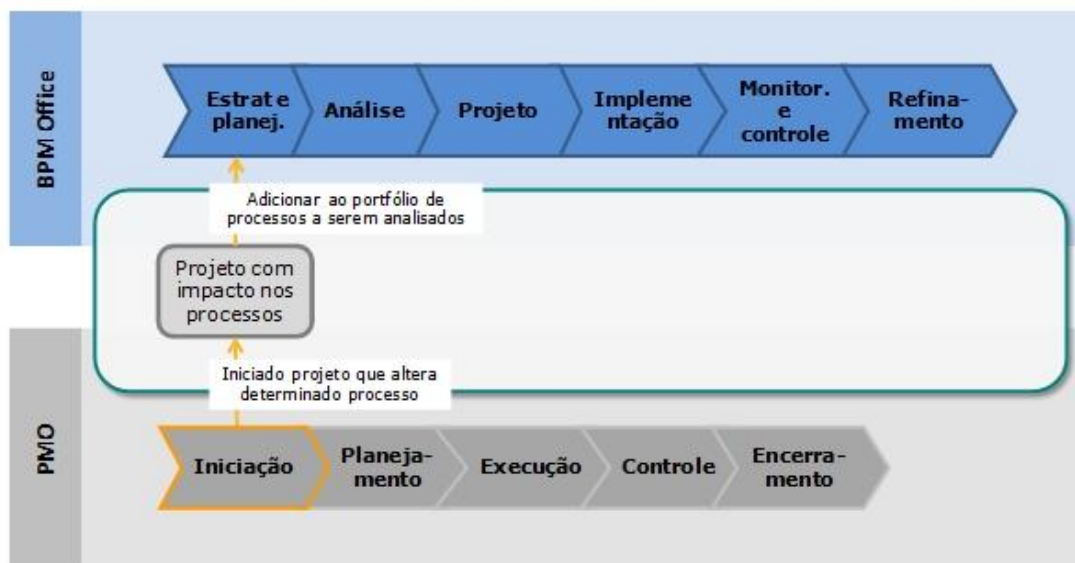 BPM Office
Estrat e
planej.
Análise
Projeto
Impleme
ntação
Monitor.
e
controle
Refina-
mento
Adicionar ao portfólio de
processos a serem analisados
Projeto com
impacto nos
processos
Iniciado projeto que altera
determinado processo
PMO
Iniciação
Planeja-
mento
Execução
Controle
Encerra-
mento